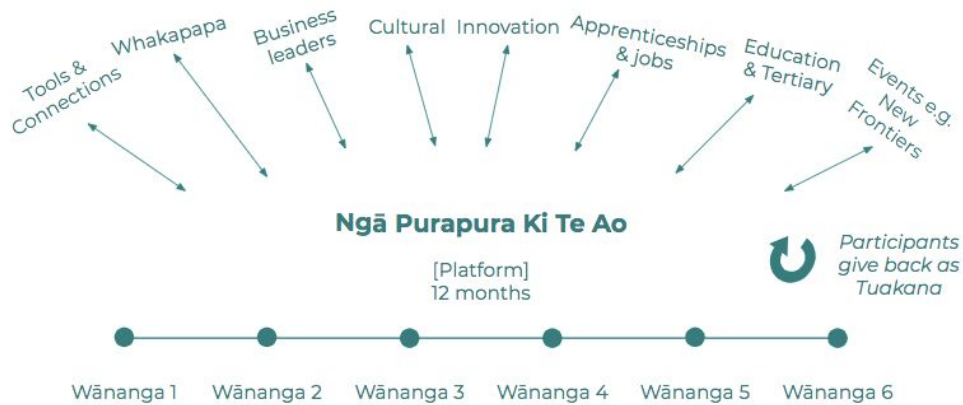 Tools &
Connections
Whakapapa
Business
leaders
Cultural
Innovation
Apprenticeships
& jobs
Education
& Tertiary
Events e.g.
New
Frontiers
Ngā Purapura Ki Te Ao
[Platform]
12 months
Participants
give back as
Tuakana
Wānanga 1
Wānanga 2
Wānanga 3
Wānanga 4
Wānanga 5
Wānanga 6